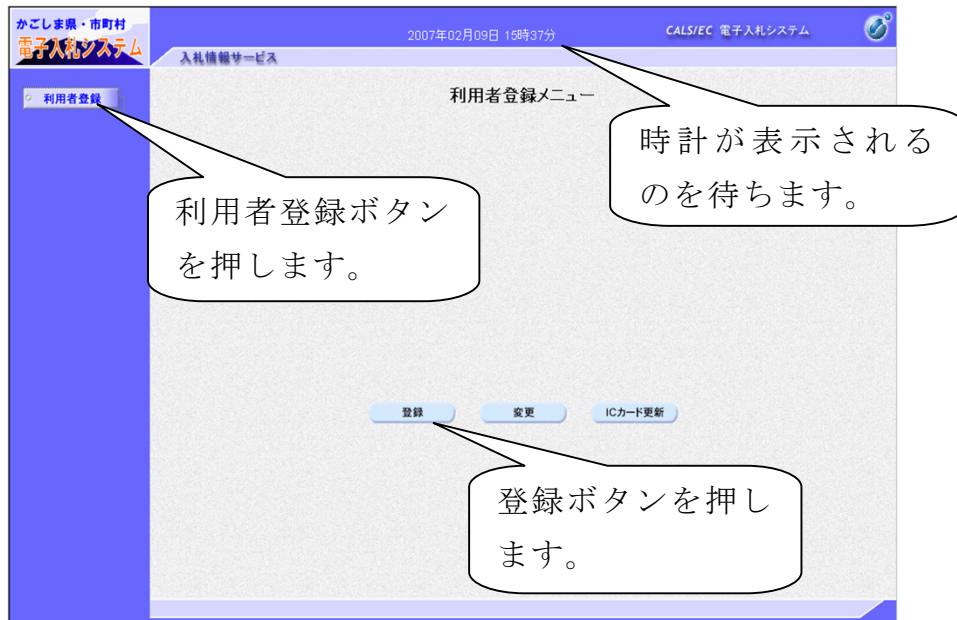 かごしま県・市町村
電子入札システム
2007年02月09日 15時37分
CALS/EC 電子入札システム
入札情報サービス
利用者登録
利用者登録メニュー
時計が表示される
のを待ちます。
利用者登録ボタン
を押します。
登録
変更
ICカード更新
登録ボタンを押し
ます。